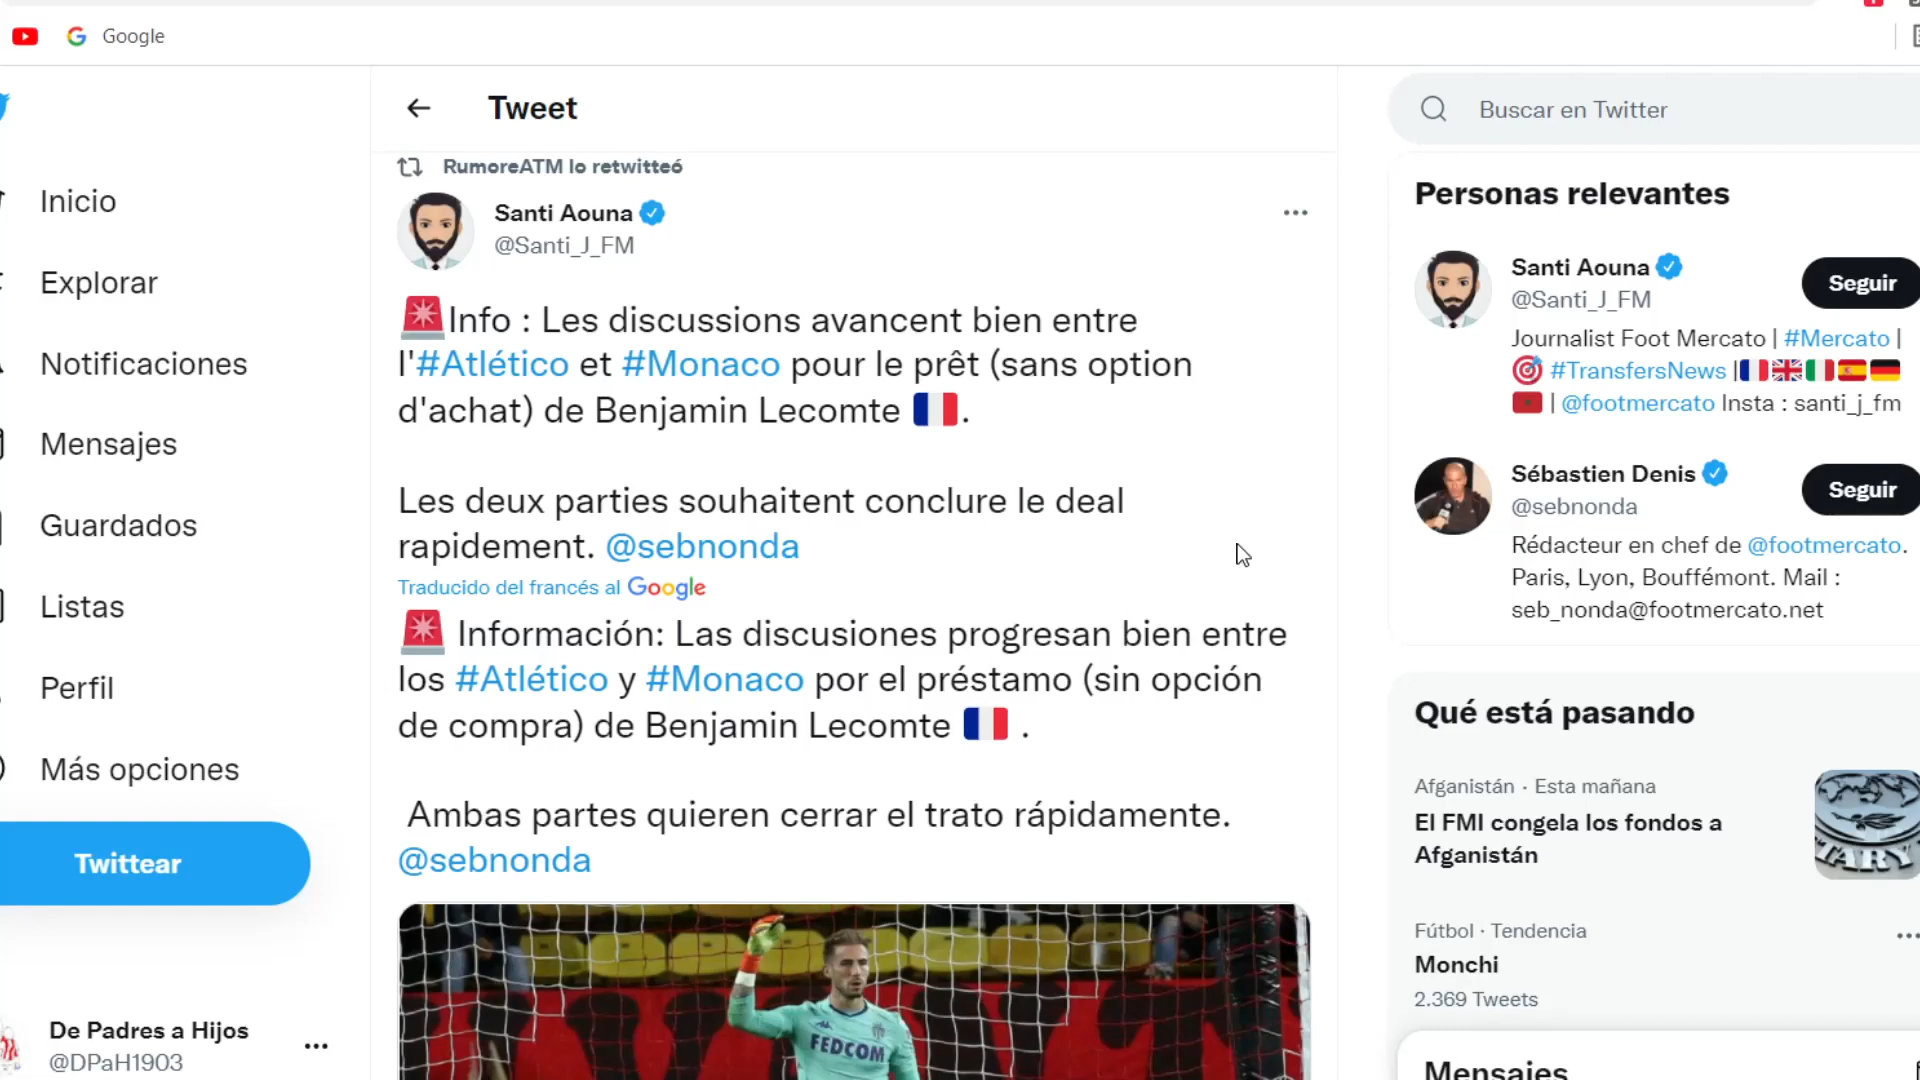 Google
Tweet
Buscar en Twitter
Inicio
Explorar
Notificaciones
Mensajes
Guardados
Listas
Perfil
Más opciones
Twittear
De Padres a Hijos
@DPaH1903
RumoreATM lo retwitteó
Santi Aouna
@Santi_J_FM
Info : Les discussions avancent bien entre
l'#Atlético et #Monaco pour le prêt (sans option
d'achat) de Benjamin Lecomte .
Les deux parties souhaitent conclure le deal
rapidement. @sebnonda
Traducido del francés al Google
Información: Las discusiones progresan bien entre
los #Atlético y #Monaco por el préstamo (sin opción
de compra) de Benjamin Lecomte .
Ambas partes quieren cerrar el trato rápidamente.
@sebnonda
FEDCOM
Personas relevantes
Santi Aouna
@Santi_J_FM
Seguir
Journalist Foot Mercato | #Mercato |
#TransfersNews |
| @footmercato Insta : santi_j_fm
Sébastien Denis
@sebnonda
Seguir
Rédacteur en chef de @footmercato.
Paris, Lyon, Bouffémont. Mail :
seb_nonda@footmercato.net
Qué está pasando
Afganistán · Esta mañana
El FMI congela los fondos a
Afganistán
TARY
Fútbol · Tendencia
Monchi
2.369 Tweets
Mensajes